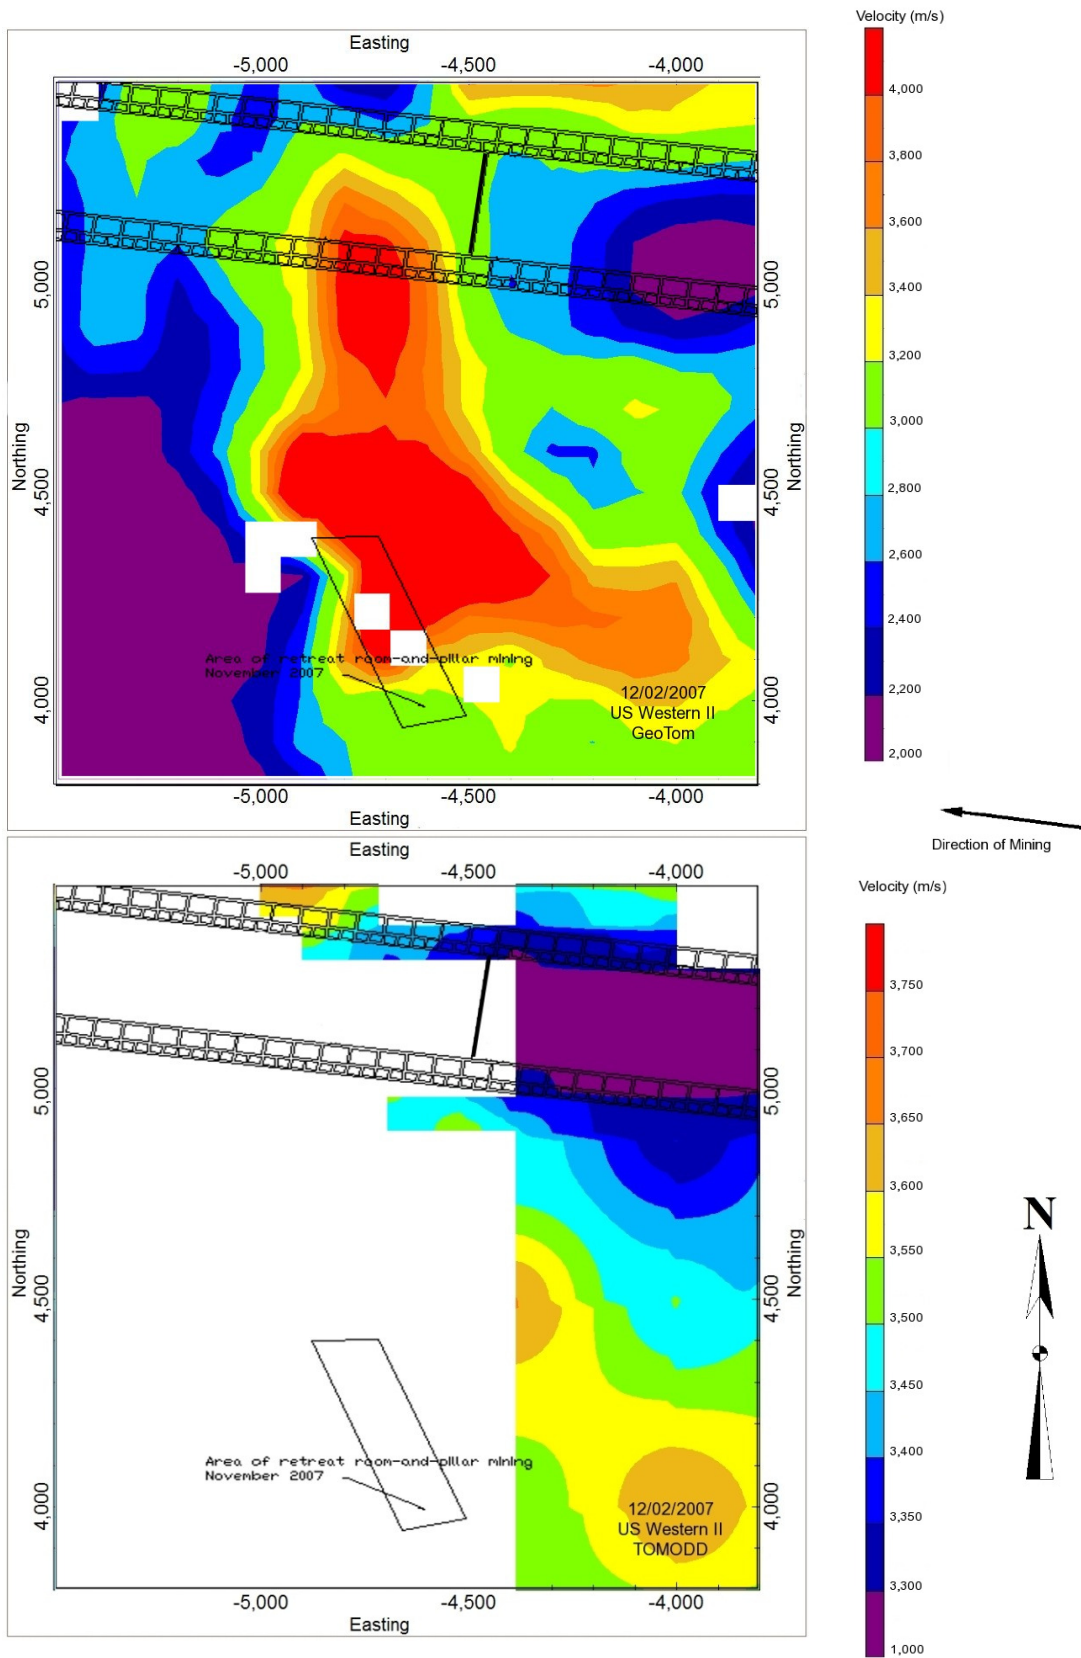 Velocity (m/s)
Easting
-5,000 -4,500 -4,000
4,000
3,800
3,600
3,400
3,200
3,000
2,800
2,600
2,400
2,200
2,000
5,000 5,000
Northing Northing
4,500 4,500
4,000 4,000
Area of retreat room-and-pillar mining
November 2007
12/02/2007
US Western II
GeoTom
-5,000 -4,500 -4,000
Easting
Direction of Mining
Easting
-5,000 -4,500 -4,000
Velocity (m/s)
3,750
3,700
3,650
3,600
3,550
3,500
3,450
3,400
3,350
3,300
1,000
5,000 5,000
Northing Northing
4,500 4,500
4,000 4,000
N
Area of retreat room-and-pillar mining
November 2007
12/02/2007
US Western II
TOMODD
-5,000 -4,500 -4,000
Easting